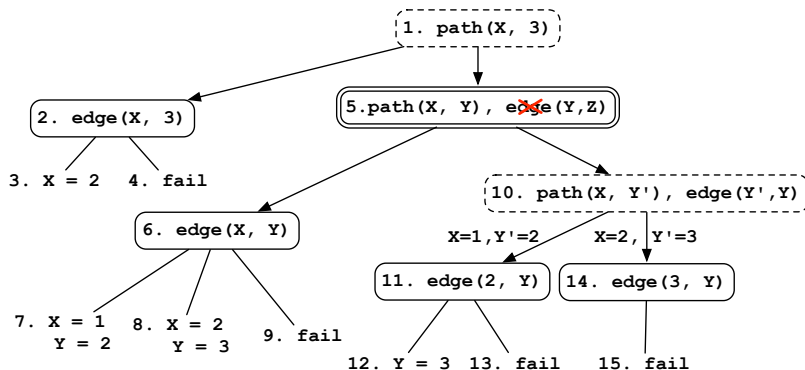 1. path(X, 3)
2. edge(X, 3)
5.path(X, Y), edge(Y,Z)
3. X = 2
4. fail
10. path(X, Y'), edge(Y',Y)
6. edge(X, Y)
X=1,Y'=2
X=2, Y'=3
11. edge(2, Y)
14. edge(3, Y)
7. X = 1
Y = 2
8. X = 2
Y = 3
9. fail
12. Y = 3
13. fail
15. fail